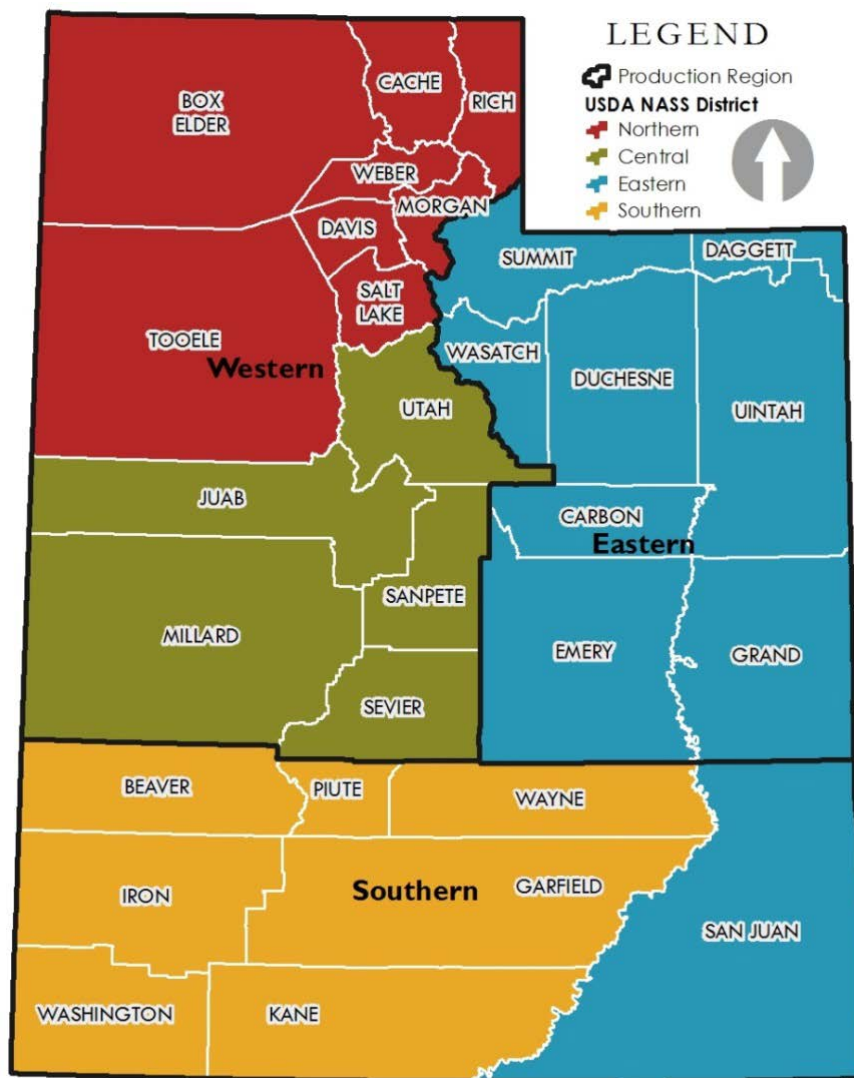 LEGEND
Production Region
USDA NASS District
Northern
Central
Eastern
Southern
BOX
ELDER
CACHE
RICH
WEBER
MORGAN
DAVIS
SALT
LAKE
TOOELE
Western
SUMMIT
DAGGETT
WASATCH
DUCHESNE
UINTAH
UTAH
JUAB
CARBON
Eastern
SANPETE
MILLARD
EMERY
GRAND
SEVIER
BEAVER
PIUTE
WAYNE
IRON
Southern
GARFIELD
SAN JUAN
WASHINGTON
KANE